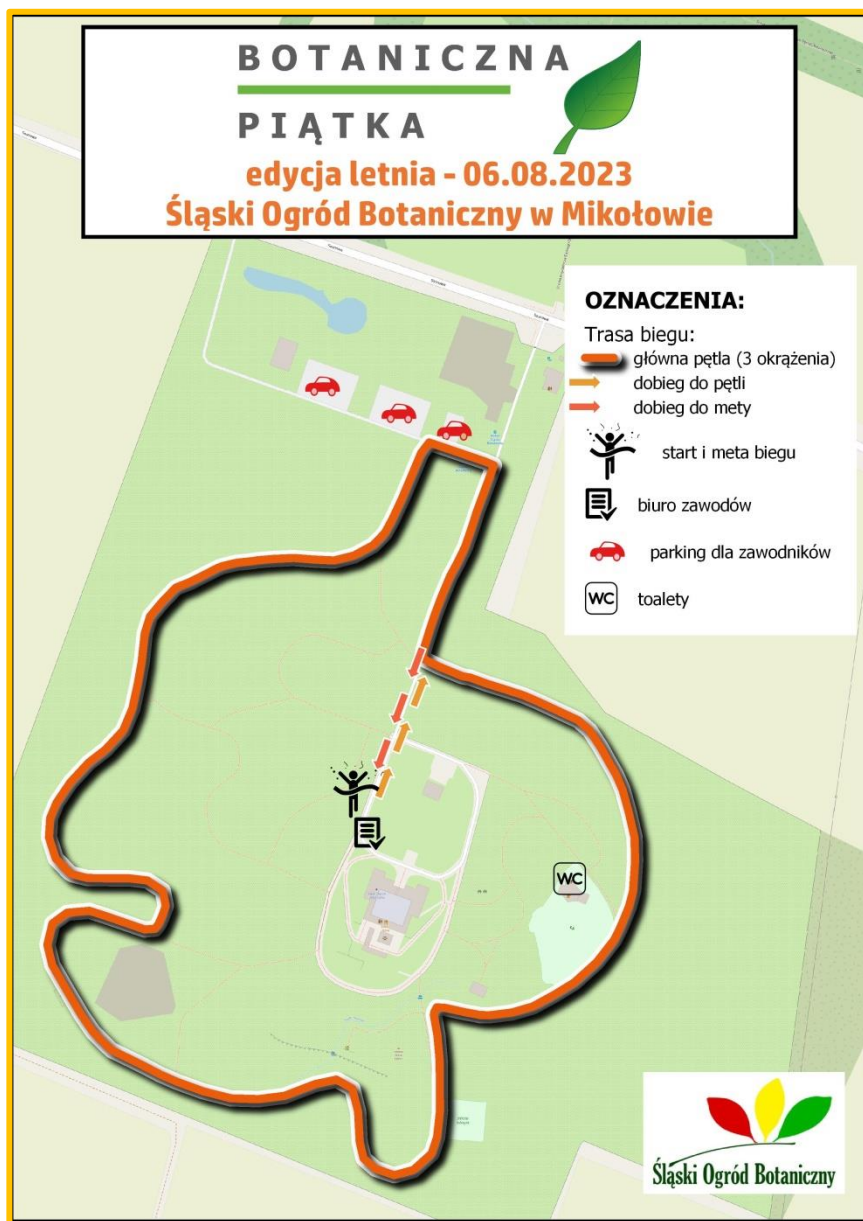 BOTANICZNA
PIĄTKA
edycja letnia - 06.08.2023
Śląski Ogród Botaniczny w Mikołowie
OZNACZENIA:
Trasa biegu:
główna pętla (3 okrążenia)
dobieg do pętli
dobieg do mety
start i meta biegu
biuro zawodów
parking dla zawodników
WC toalety
WC
Śląski Ogród Botaniczny